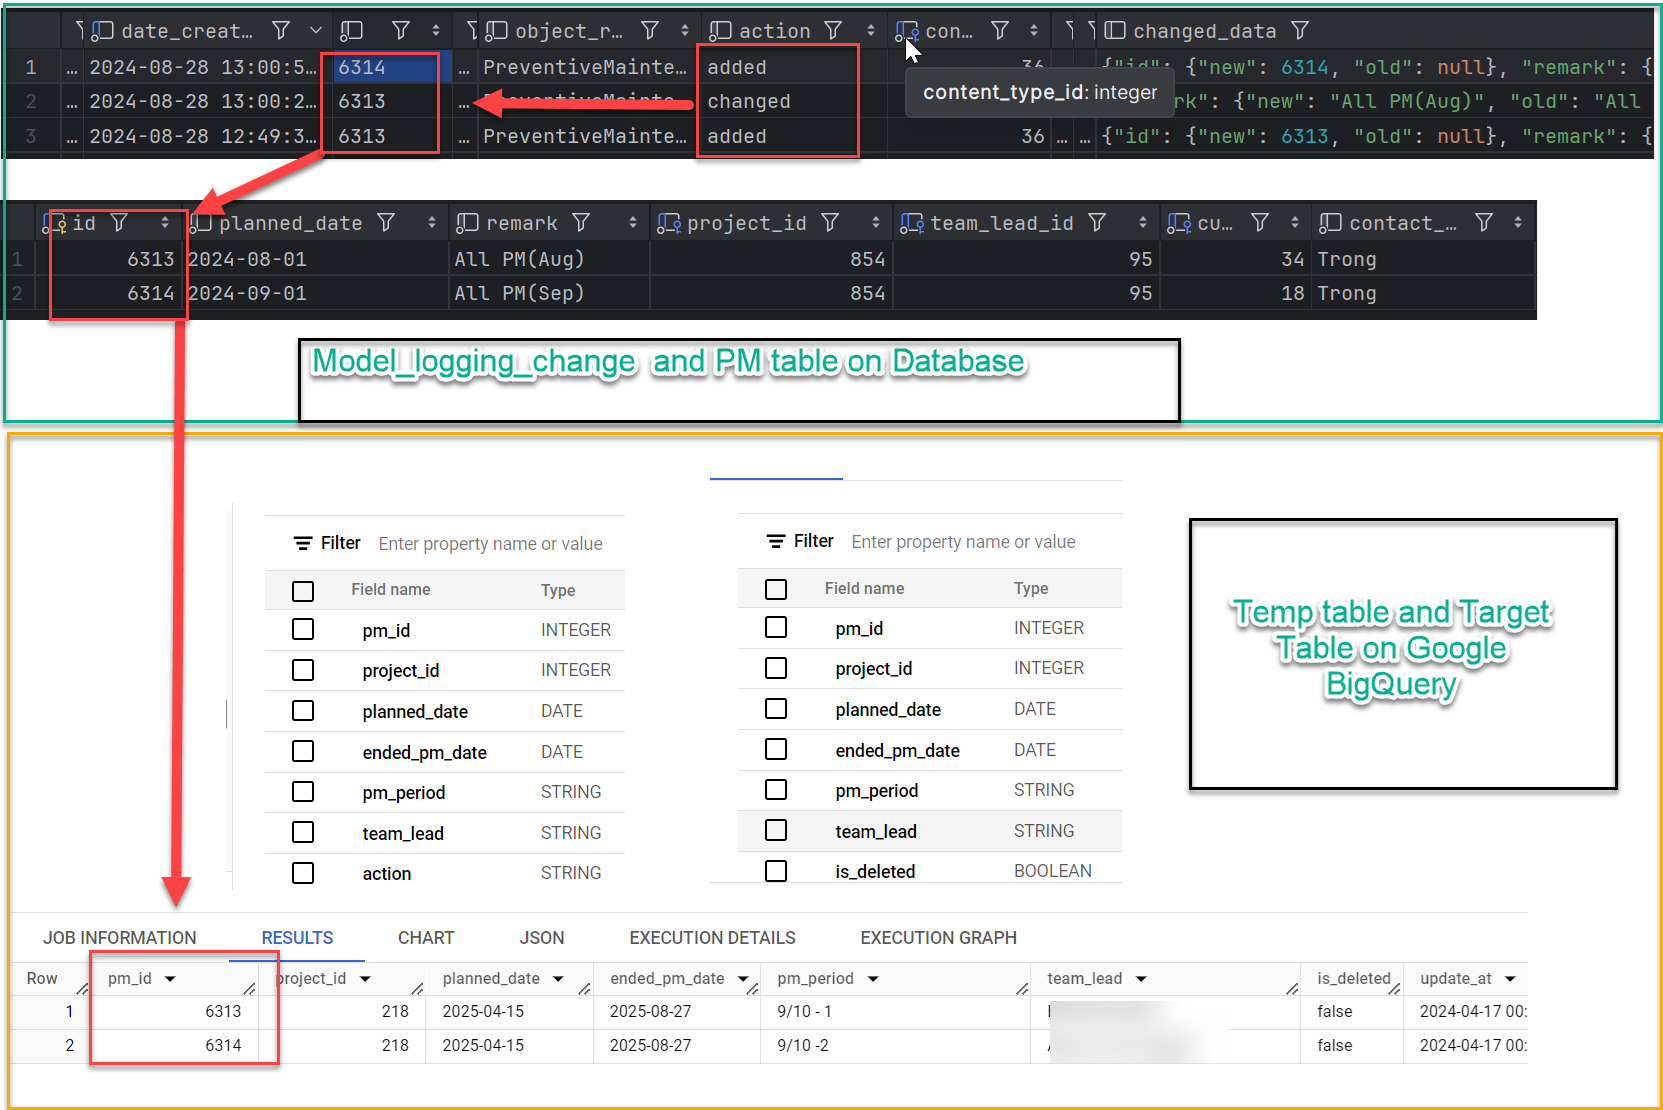 date_creat… object_r… action con… changed_data
1 … 2024-08-28 13:00:5… 6314 … PreventiveMainte… added 36 {"id": {"new": 6314, "old": null}, "remark": {
2 … 2024-08-28 13:00:2… 6313 … PreventiveMainte… changed rk": {"new": "All PM(Aug)", "old": "All
content_type_id: integer
3 … 2024-08-28 12:49:3… 6313 … PreventiveMainte… added 36 … … {"id": {"new": 6313, "old": null}, "remark": {
id planned_date remark project_id team_lead_id cu… contact_…
1 6313 2024-08-01 All PM(Aug) 854 95 34 Trong
2 6314 2024-09-01 All PM(Sep) 854 95 18 Trong
Model_logging_change and PM table on Database
Filter Enter property name or value
Field name Type
pm_id INTEGER
project_id INTEGER
planned_date DATE
ended_pm_date DATE
pm_period STRING
team_lead STRING
action STRING
Filter Enter property name or value
Field name Type
pm_id INTEGER
project_id INTEGER
planned_date DATE
ended_pm_date DATE
pm_period STRING
team_lead STRING
is_deleted BOOLEAN
Temp table and Target
Table on Google
BigQuery
JOB INFORMATION RESULTS CHART JSON EXECUTION DETAILS EXECUTION GRAPH
Row pm_id project_id planned_date ended_pm_date pm_period team_lead is_deleted update_at
1 6313 218 2025-04-15 2025-08-27 9/10 - 1 false 2024-04-17 00:
2 6314 218 2025-04-15 2025-08-27 9/10 -2 false 2024-04-17 00: